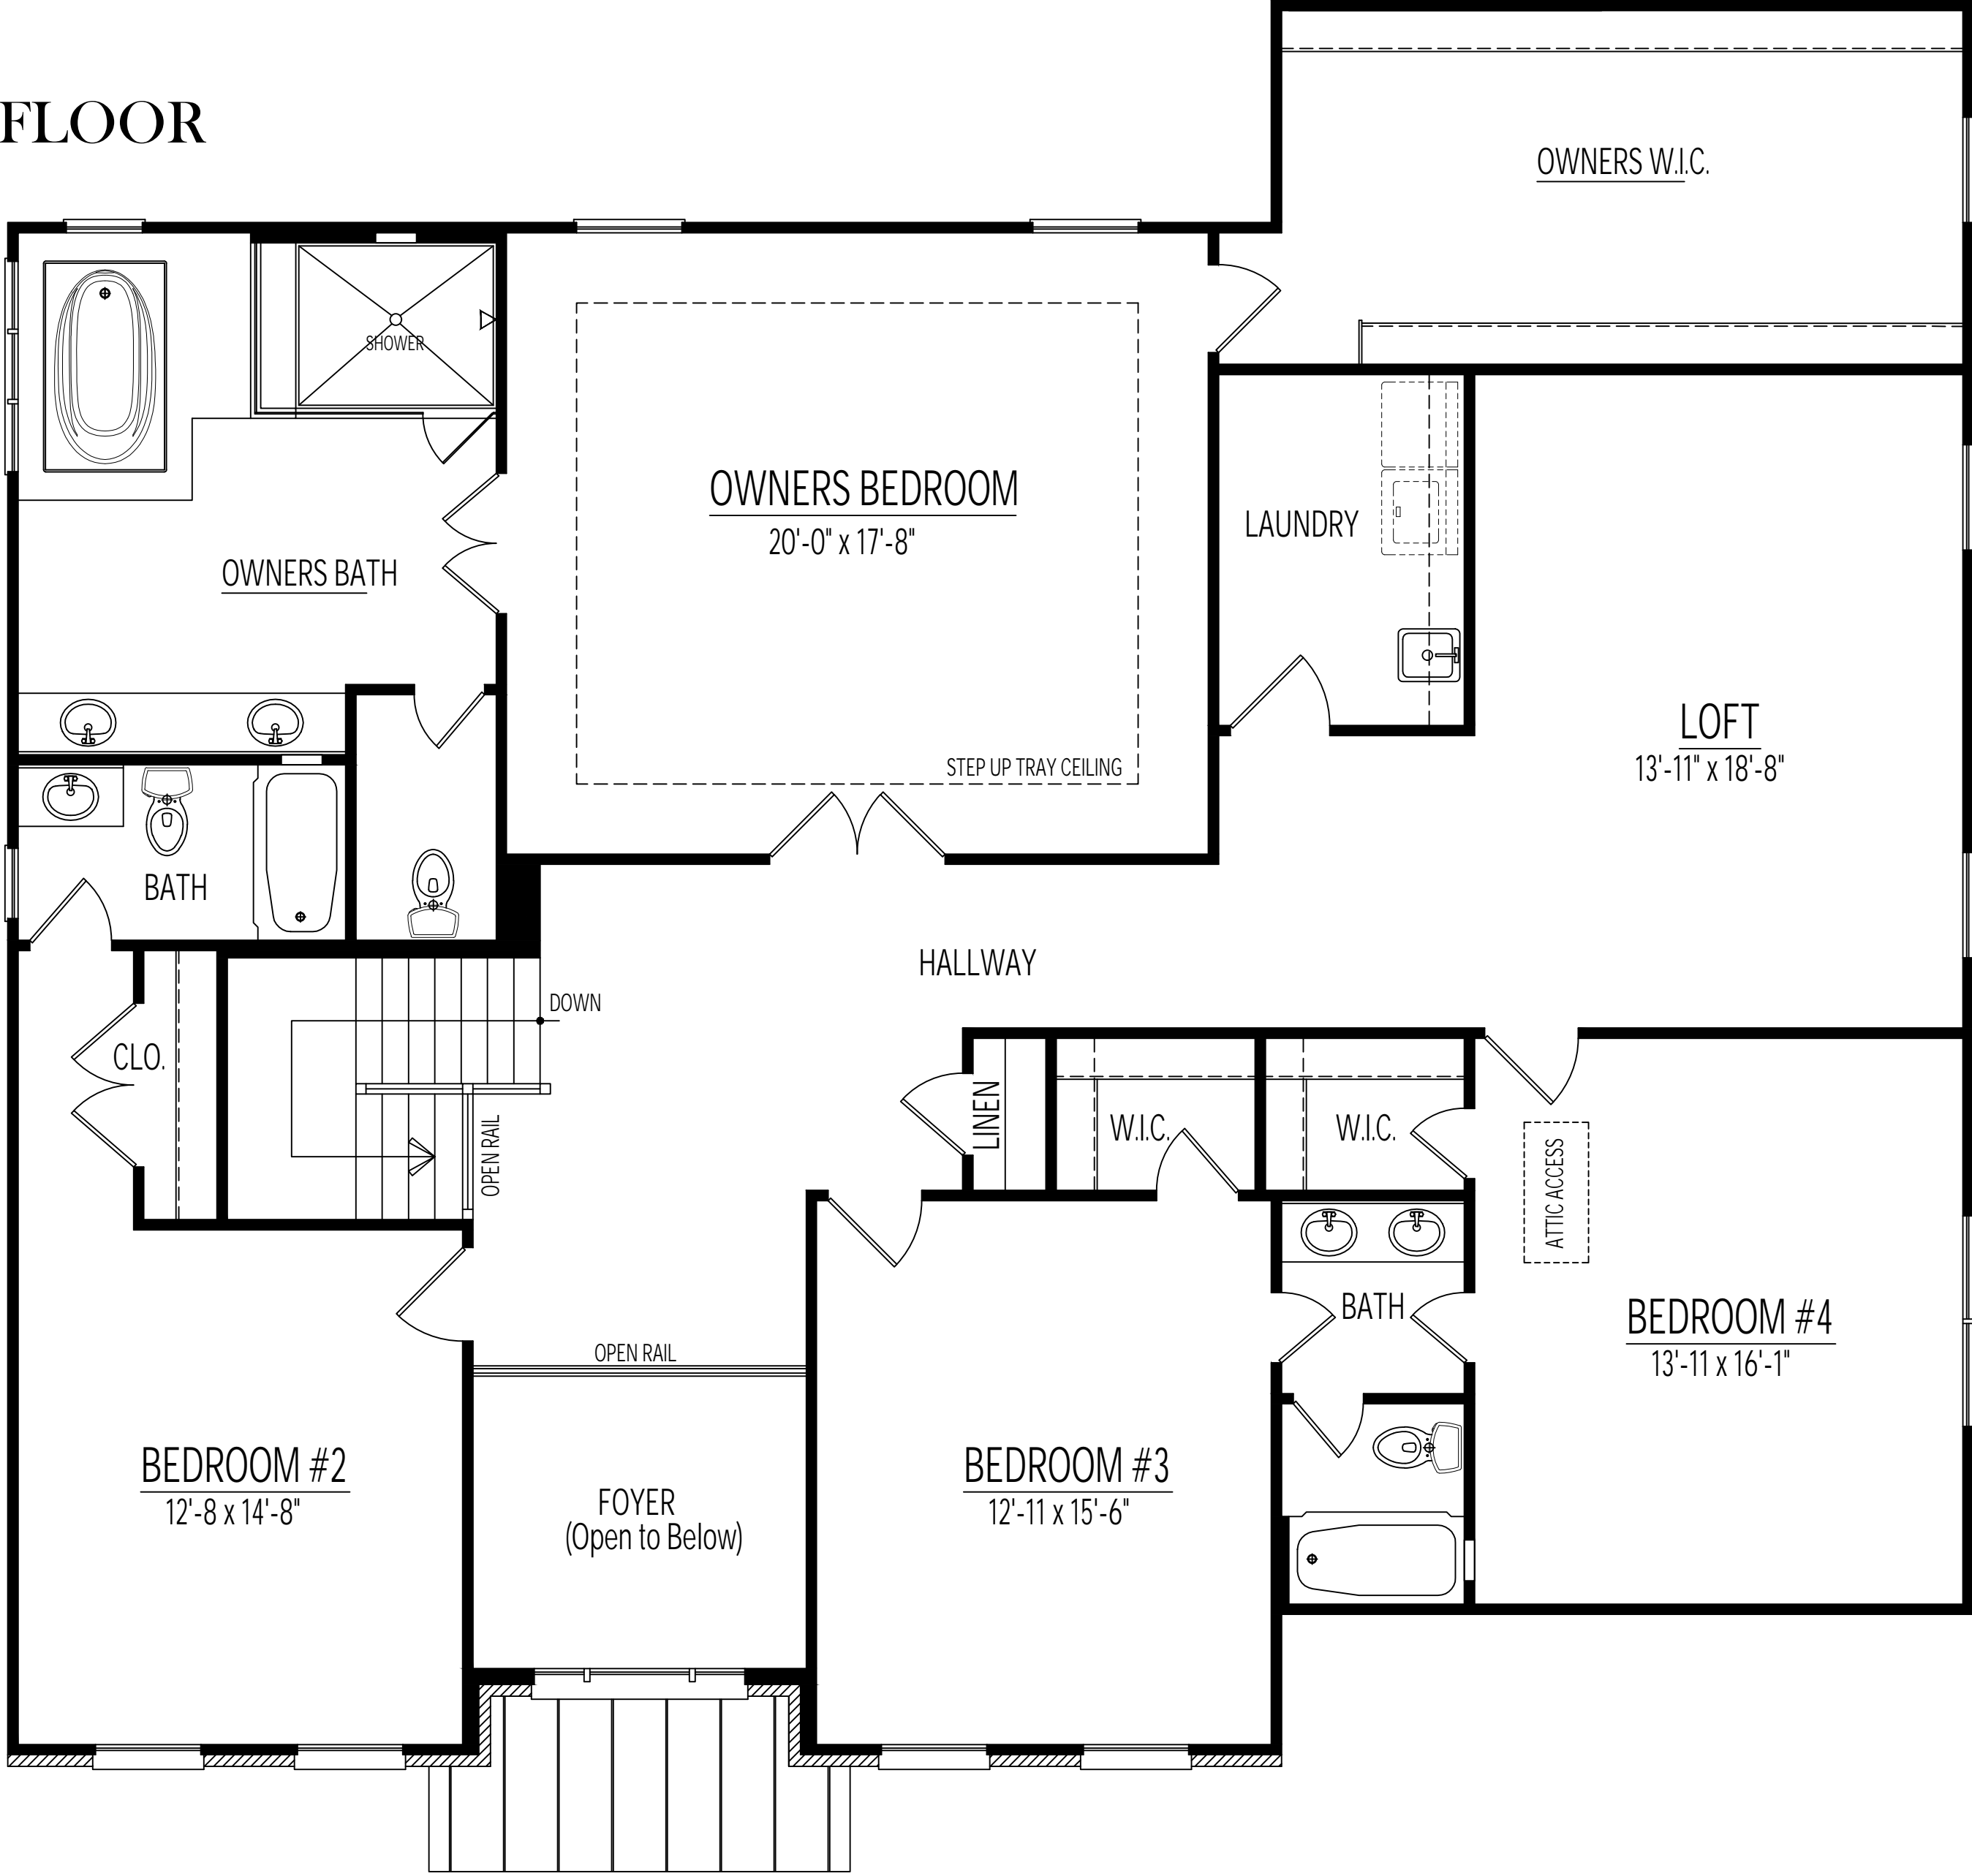 FLOOR
OWNERS W.I.C.
SHOWER
OWNERS BEDROOM
20'-0" x 17'-8"
LAUNDRY
OWNERS BATH
LOFT
13'-11" x 18'-8"
STEP UP TRAY CEILING
BATH
HALLWAY
DOWN
CLO.
LINEN
W.I.C.
W.I.C.
OPEN RAIL
ATTIC ACCESS
BATH
BEDROOM #4
13'-11 x 16'-1"
OPEN RAIL
BEDROOM #2
12'-8 x 14'-8"
FOYER
(Open to Below)
BEDROOM #3
12'-11 x 15'-6"